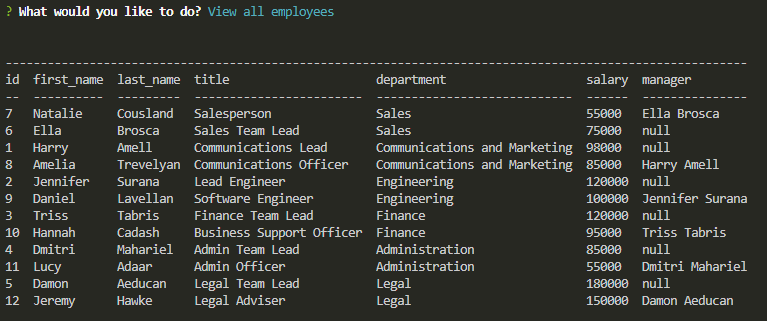 ? What would you like to do? View all employees
---------------------------------------------------------------------------------------------------------
id  first_name  last_name  title                     department                    salary  manager
--  ----------  ---------  ------------------------  ----------------------------  ------  ---------------
7   Natalie     Cousland   Salesperson               Sales                         55000   Ella Brosca
6   Ella        Brosca     Sales Team Lead           Sales                         75000   null
1   Harry       Amell      Communications Lead       Communications and Marketing  98000   null
8   Amelia      Trevelyan  Communications Officer    Communications and Marketing  85000   Harry Amell
2   Jennifer    Surana     Lead Engineer             Engineering                   120000  null
9   Daniel      Lavellan   Software Engineer         Engineering                   100000  Jennifer Surana
3   Triss       Tabris     Finance Team Lead         Finance                       120000  null
10  Hannah      Cadash     Business Support Officer  Finance                       95000   Triss Tabris
4   Dmitri      Mahariel   Admin Team Lead           Administration                85000   null
11  Lucy        Adaar      Admin Officer             Administration                55000   Dmitri Mahariel
5   Damon       Aeducan    Legal Team Lead           Legal                         180000  null
12  Jeremy      Hawke      Legal Adviser             Legal                         150000  Damon Aeducan